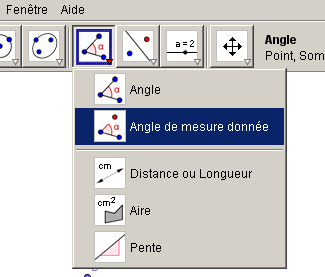 Fenêtre Aide
α
α
a = 2
Angle
Point, Som
α
Angle
α
Angle de mesure donnée
cm
Distance ou Longueur
cm²
Aire
Pente